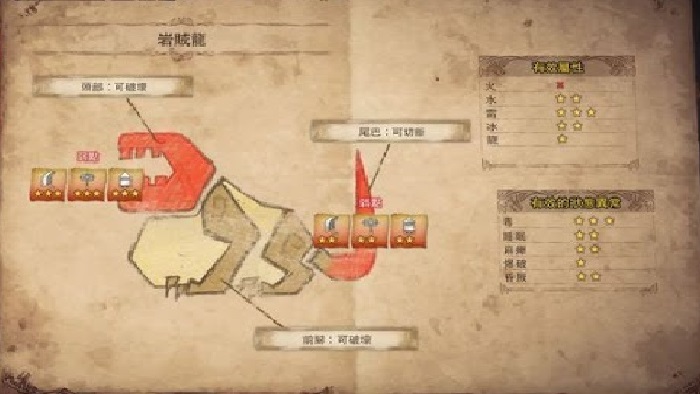 岩賊龍
頭部：可破壞
弱點
尾巴：可切斷
弱點
前腳：可破壞
有效屬性
火
水
雷
冰
龍
有效的狀態異常
毒
睡眠
麻痺
爆破
昏厥